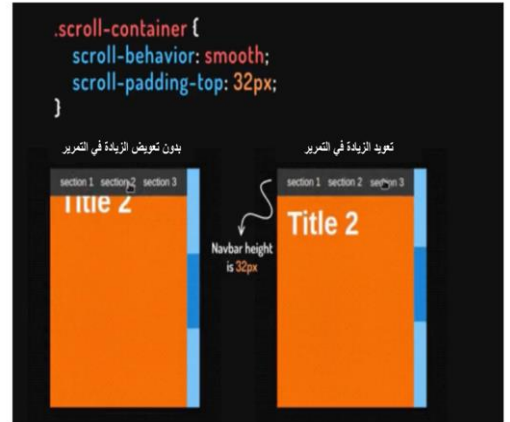 .scroll-container {
scroll-behavior: smooth;
scroll-padding-top: 32px;
}
بدون تعويض الزيادة في التمرير
تعويد الزيادة في التمرير
section 1 section 2 section 3
Title 2
Navbar height
is 32px
section 1 section 2 section 3
Title 2